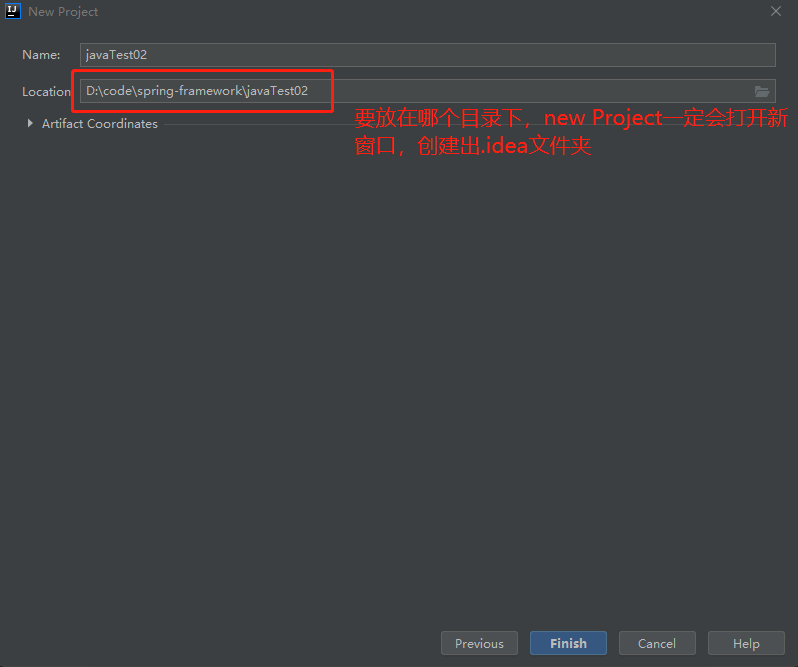 New Project
Name: javaTest02
Location D:\code\spring-framework\javaTest02
要放在哪个目录下，new Project一定会打开新
窗口，创建出.idea文件夹
Artifact Coordinates
Previous Finish Cancel Help